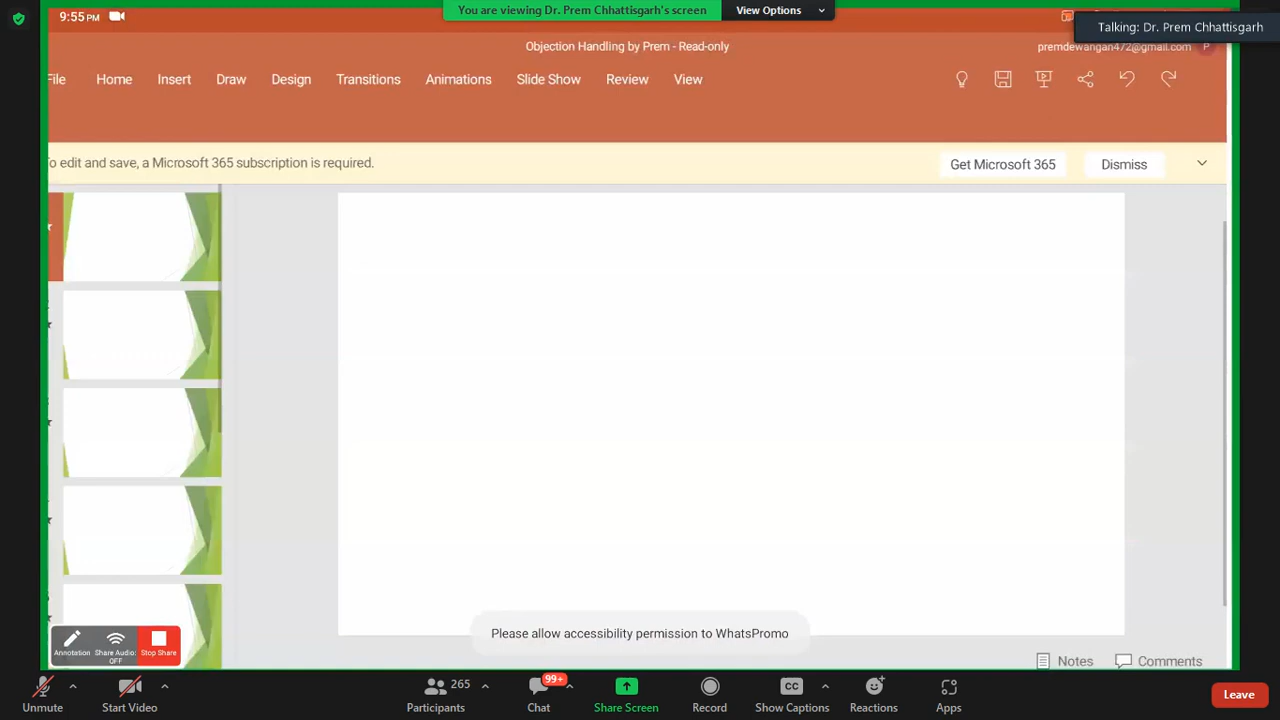 9:55 PM
You are viewing Dr. Prem Chhattisgarh's screen
View Options
Talking: Dr. Prem Chhattisgarh
Objection Handling by Prem - Read-only
premdewangan472@gmail.com
P
File
Home
Insert
Draw
Design
Transitions
Animations
Slide Show
Review
View
To edit and save, a Microsoft 365 subscription is required.
Get Microsoft 365
Dismiss
Please allow accessibility permission to WhatsPromo
Annotation
Share Audio: OFF
Stop Share
Notes
Comments
Unmute
Start Video
265
Participants
99+
Chat
Share Screen
Record
CC
Show Captions
Reactions
Apps
Leave